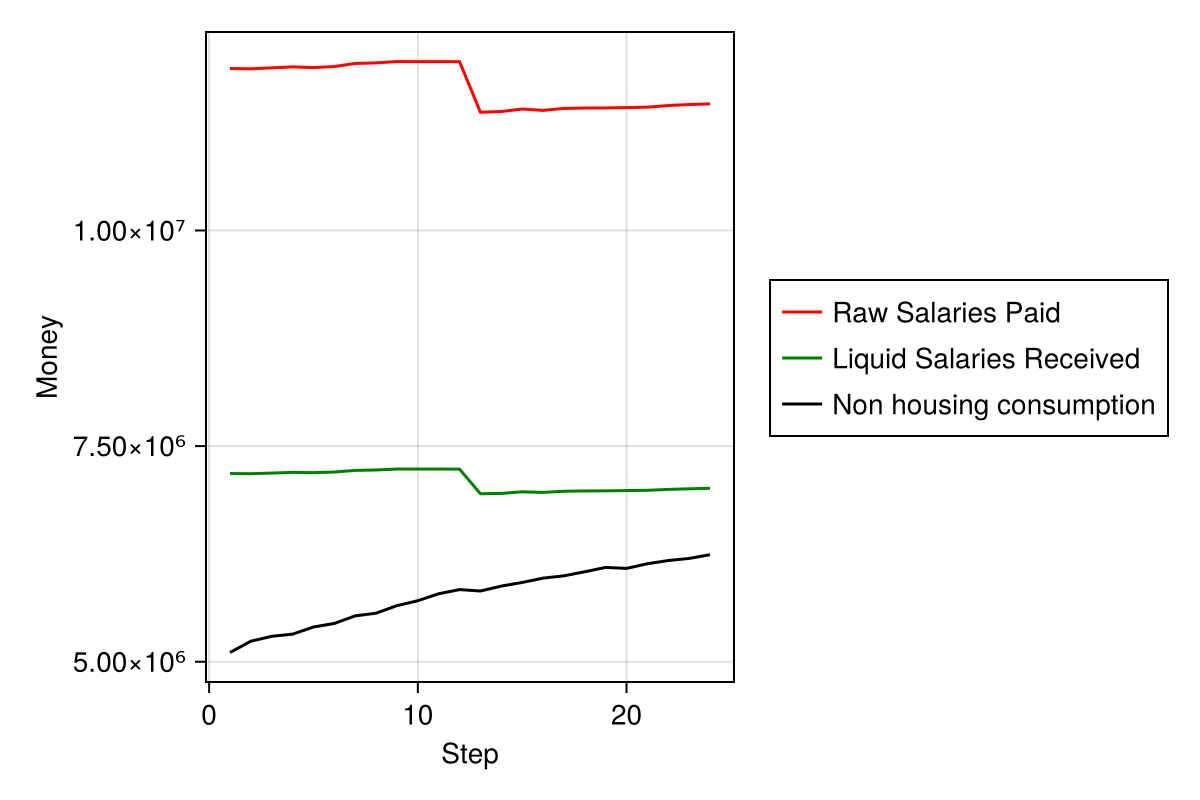 1.00×10⁷
7.50×10⁶
5.00×10⁶
Money
0 10 20
Step
Raw Salaries Paid
Liquid Salaries Received
Non housing consumption